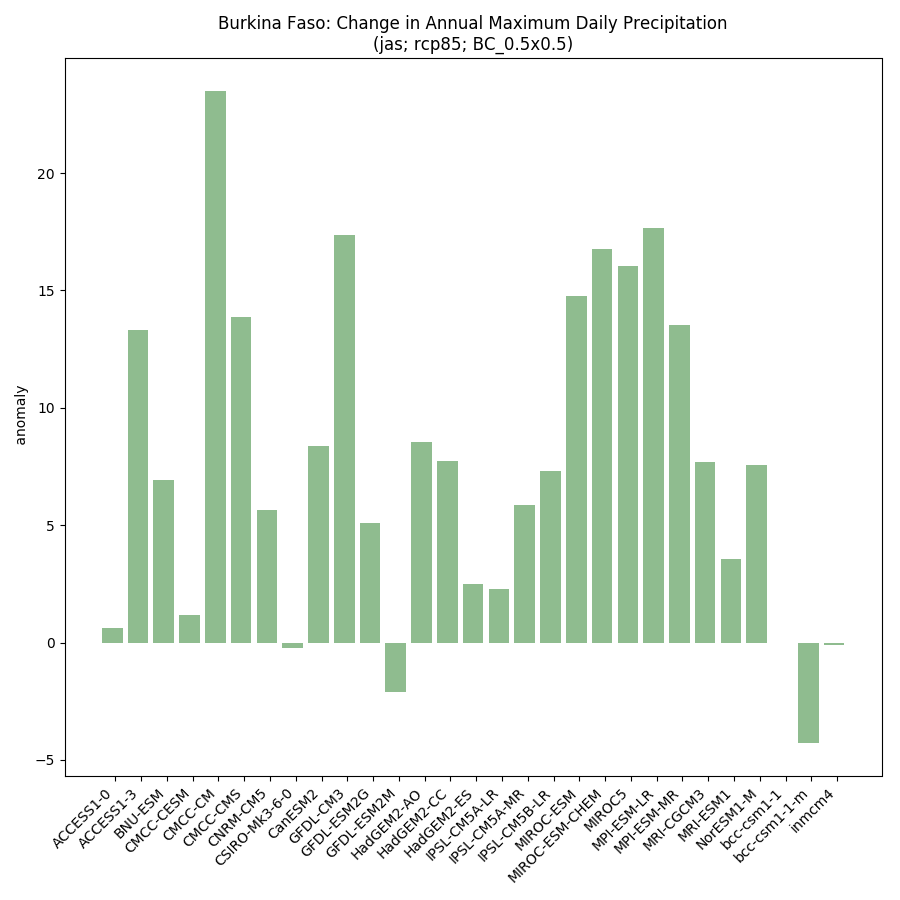 Burkina Faso: Change in Annual Maximum Daily Precipitation
(jas; rcp85; BC_0.5x0.5)
anomaly
20
15
10
5
0
−5
ACCESS1-0
ACCESS1-3
BNU-ESM
CMCC-CESM
CMCC-CM
CMCC-CMS
CNRM-CM5
CSIRO-Mk3-6-0
CanESM2
GFDL-CM3
GFDL-ESM2G
GFDL-ESM2M
HadGEM2-AO
HadGEM2-CC
HadGEM2-ES
IPSL-CM5A-LR
IPSL-CM5A-MR
IPSL-CM5B-LR
MIROC-ESM
MIROC-ESM-CHEM
MIROC5
MPI-ESM-LR
MPI-ESM-MR
MRI-CGCM3
MRI-ESM1
NorESM1-M
bcc-csm1-1
bcc-csm1-1-m
inmcm4